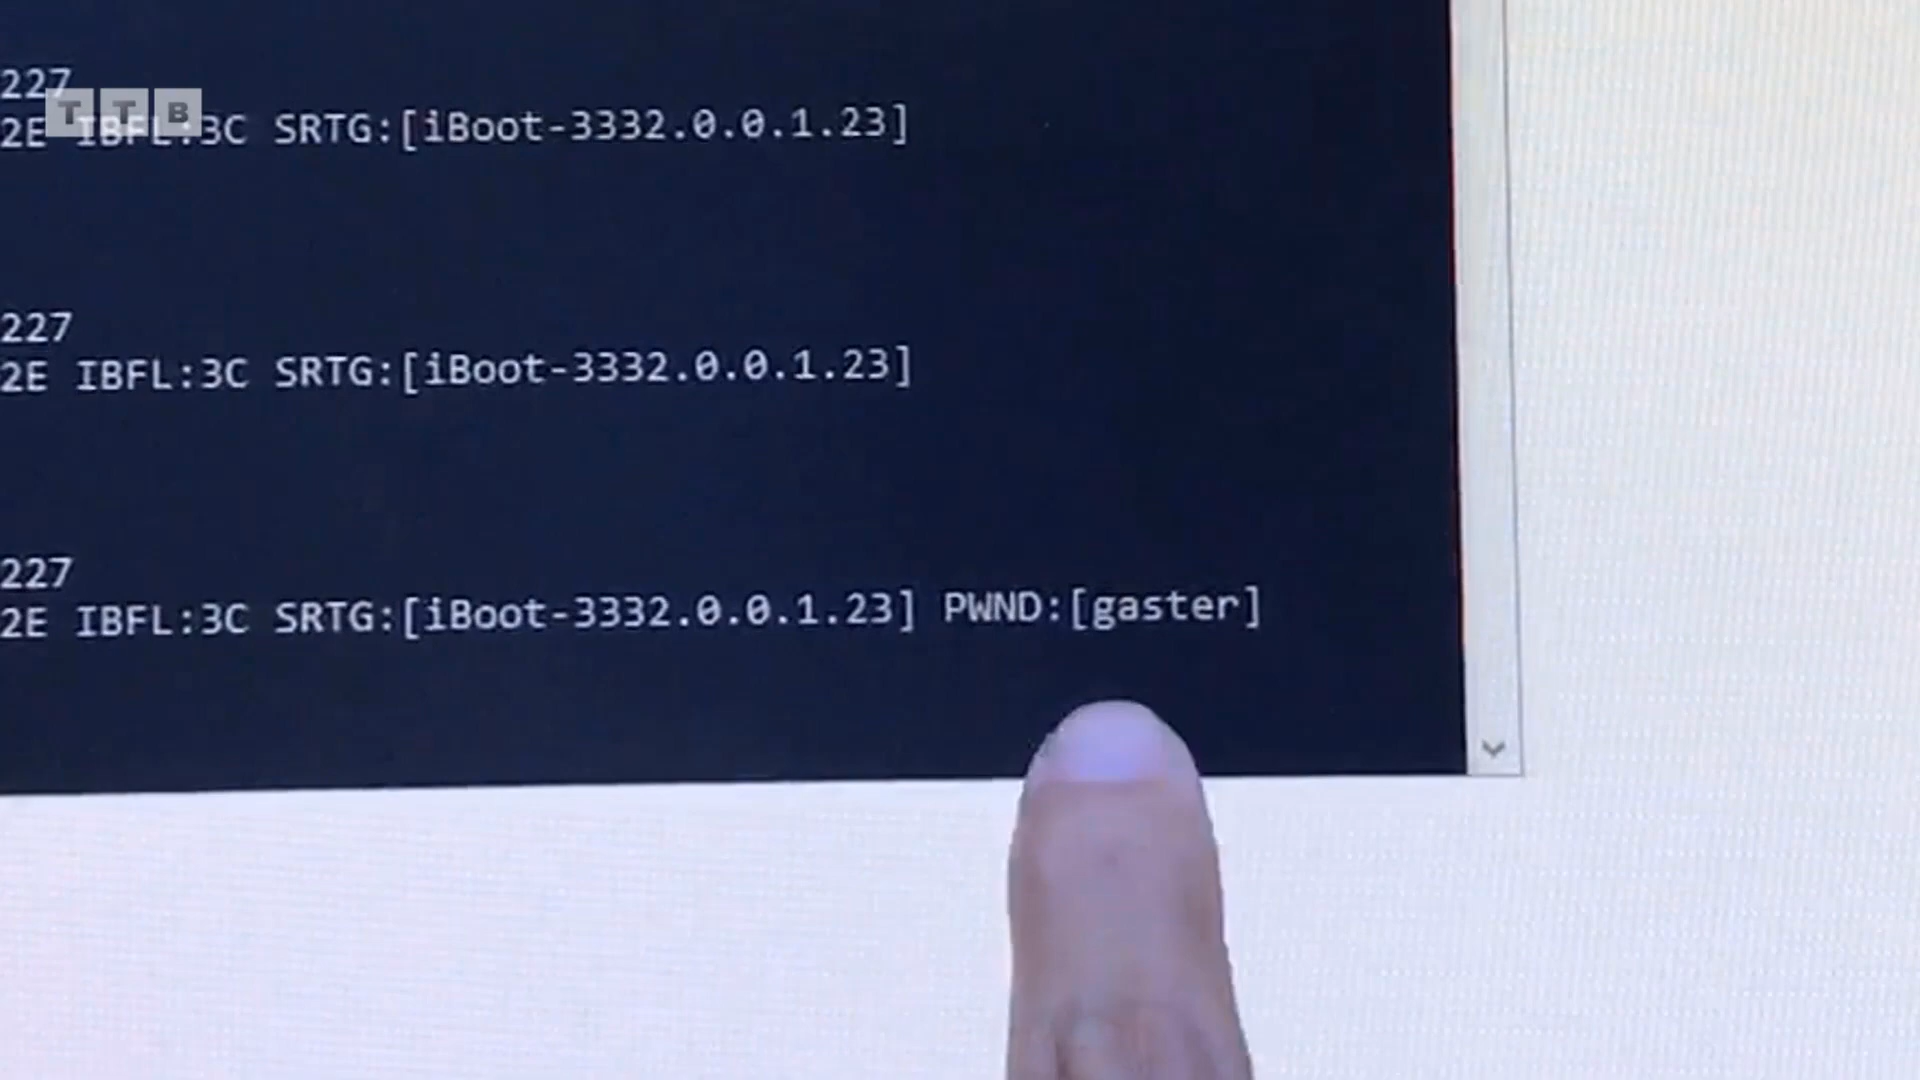 227
TTB
2E IBFL:3C SRTG:[iBoot-3332.0.0.1.23]
227
2E IBFL:3C SRTG:[iBoot-3332.0.0.1.23]
227
2E IBFL:3C SRTG:[iBoot-3332.0.0.1.23] PWND:[gaster]